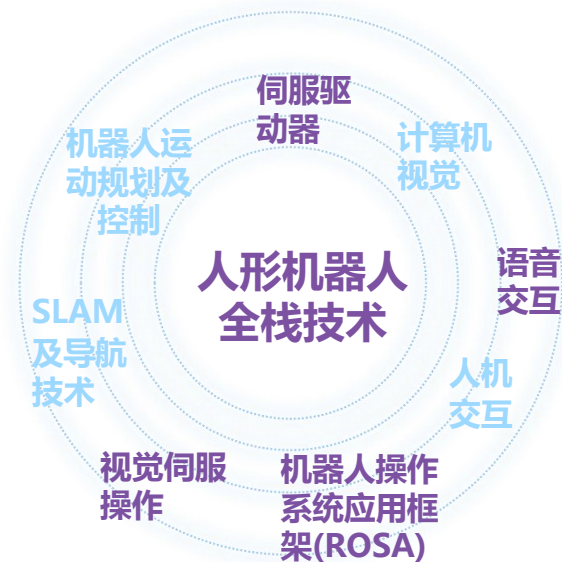 伺服驱
动器
计算机
视觉
机器人运
动规划及
控制
语音
交互
人形机器人
全栈技术
SLAM
及导航
技术
人机
交互
视觉伺服
操作
机器人操作
系统应用框
架(ROSA)